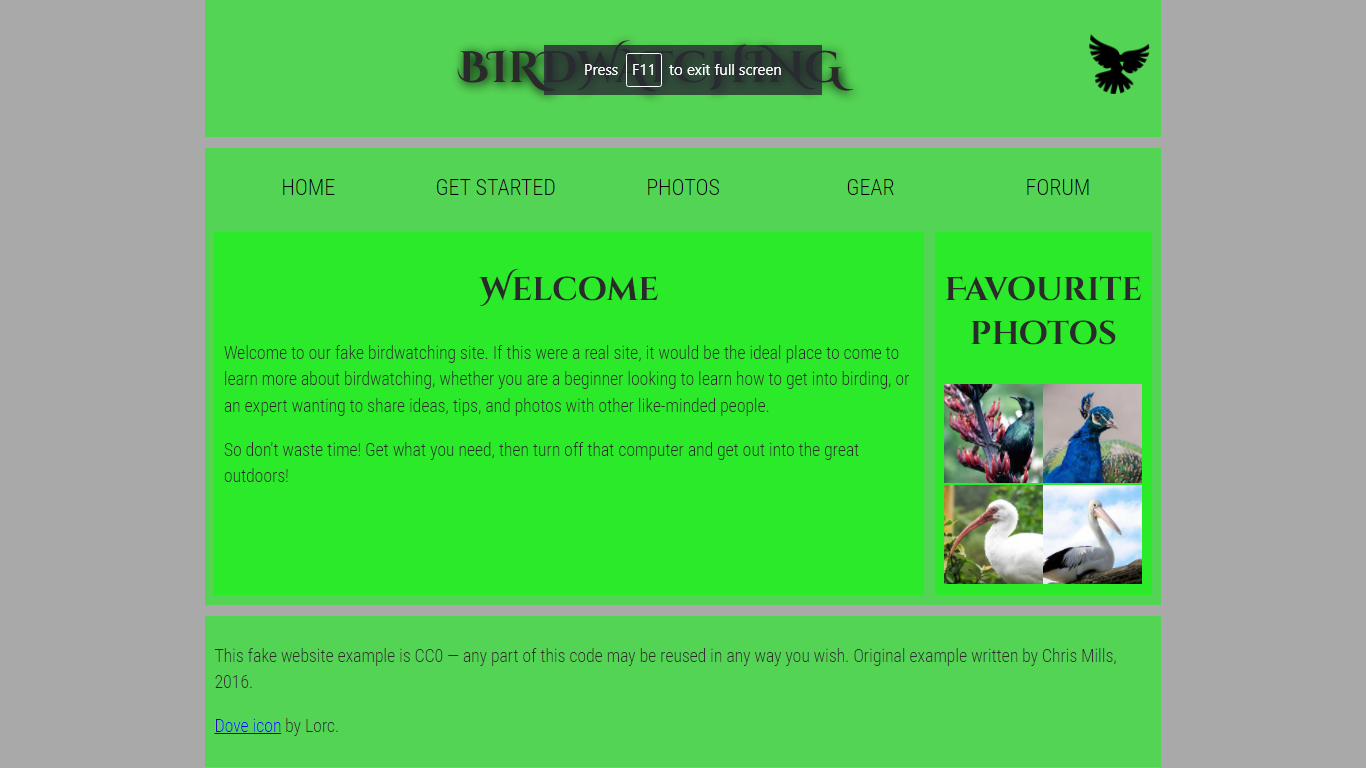 BIRDWATCHING
Press F11 to exit full screen
HOME GET STARTED PHOTOS GEAR FORUM
Welcome
Welcome to our fake birdwatching site. If this were a real site, it would be the ideal place to come to
learn more about birdwatching, whether you are a beginner looking to learn how to get into birding, or
an expert wanting to share ideas, tips, and photos with other like-minded people.
So don't waste time! Get what you need, then turn off that computer and get out into the great
outdoors!
Favourite
photos
This fake website example is CC0 — any part of this code may be reused in any way you wish. Original example written by Chris Mills,
2016.
Dove icon by Lorc.